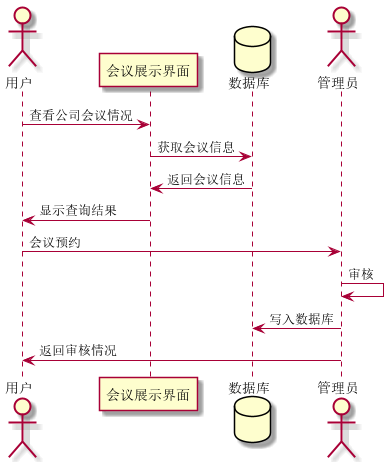 用户
会议展示界面
数据库
管理员
查看公司会议情况
获取会议信息
返回会议信息
显示查询结果
会议预约
审核
写入数据库
返回审核情况
用户
会议展示界面
数据库
管理员